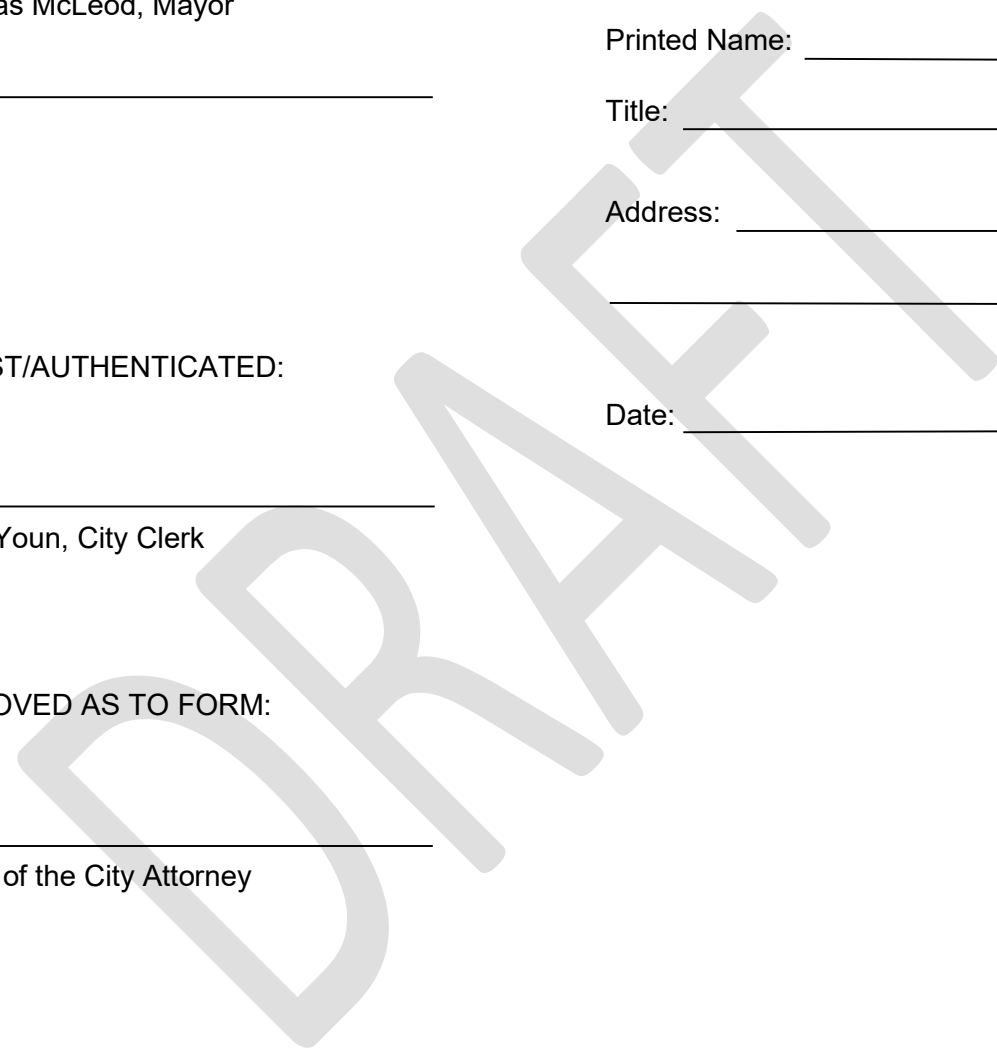 McLeod, Mayor
Printed Name:
Title:
Address:
ST/AUTHENTICATED:
Date:
Youn, City Clerk
OVED AS TO FORM:
of the City Attorney
DRAFT